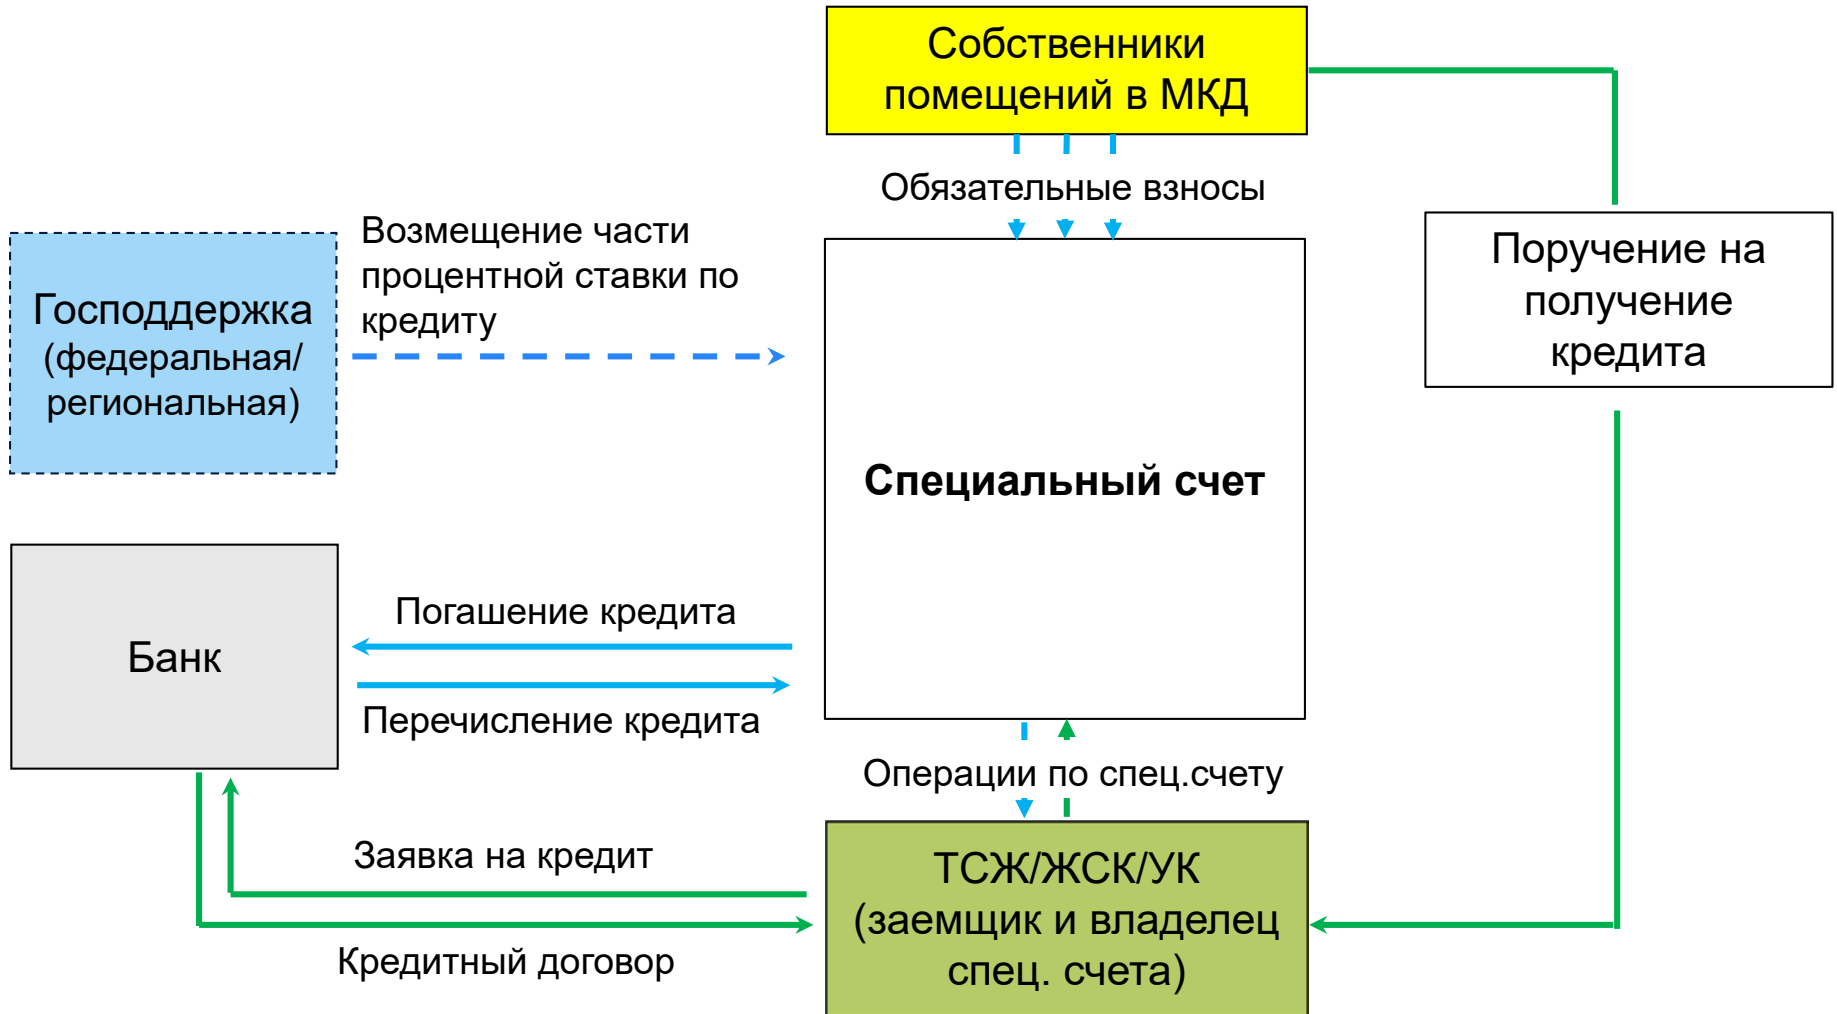 Собственники
помещений в МКД
Обязательные взносы
Возмещение части
процентной ставки по
кредиту
Господдержка
(федеральная/
региональная)
Поручение на
получение
кредита
Специальный счет
Банк
Погашение кредита
Перечисление кредита
Операции по спец.счету
Заявка на кредит
Кредитный договор
ТСЖ/ЖСК/УК
(заемщик и владелец
спец. счета)